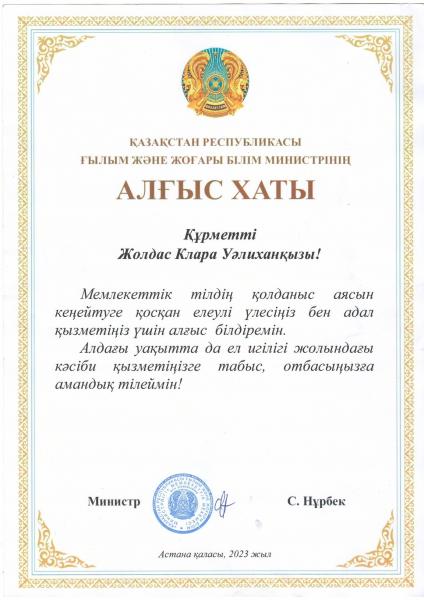 ҚАЗАҚСТАН РЕСПУБЛИКАСЫ
ҒЫЛЫМ ЖӘНЕ ЖОҒАРЫ БІЛІМ МИНИСТРІНІҢ
АЛҒЫС ХАТЫ
Құрметті
Жолдас Клара Уәлиханқызы!
Мемлекеттік тілдің қолданыс аясын
кеңейтуге қосқан елеулі үлесіңіз бен адал
қызметіңіз үшін алғыс білдіремін.
Алдағы уақытта да ел игілігі жолындағы
кәсіби қызметіңізге табыс, отбасыңызға
амандық тілеймін!
Министр
С. Нұрбек
Астана қаласы, 2023 жыл